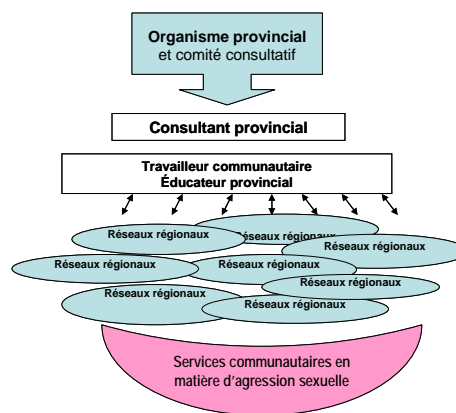 Organisme provincial
et comité consultatif
Consultant provincial
Travailleur communautaire
Éducateur provincial
Réseaux régionaux
Réseaux régionaux
Réseaux régionaux
Réseaux régionaux
Réseaux régionaux
Réseaux régionaux
Réseaux régionaux
Réseaux régionaux
Services communautaires en
matière d'agression sexuelle